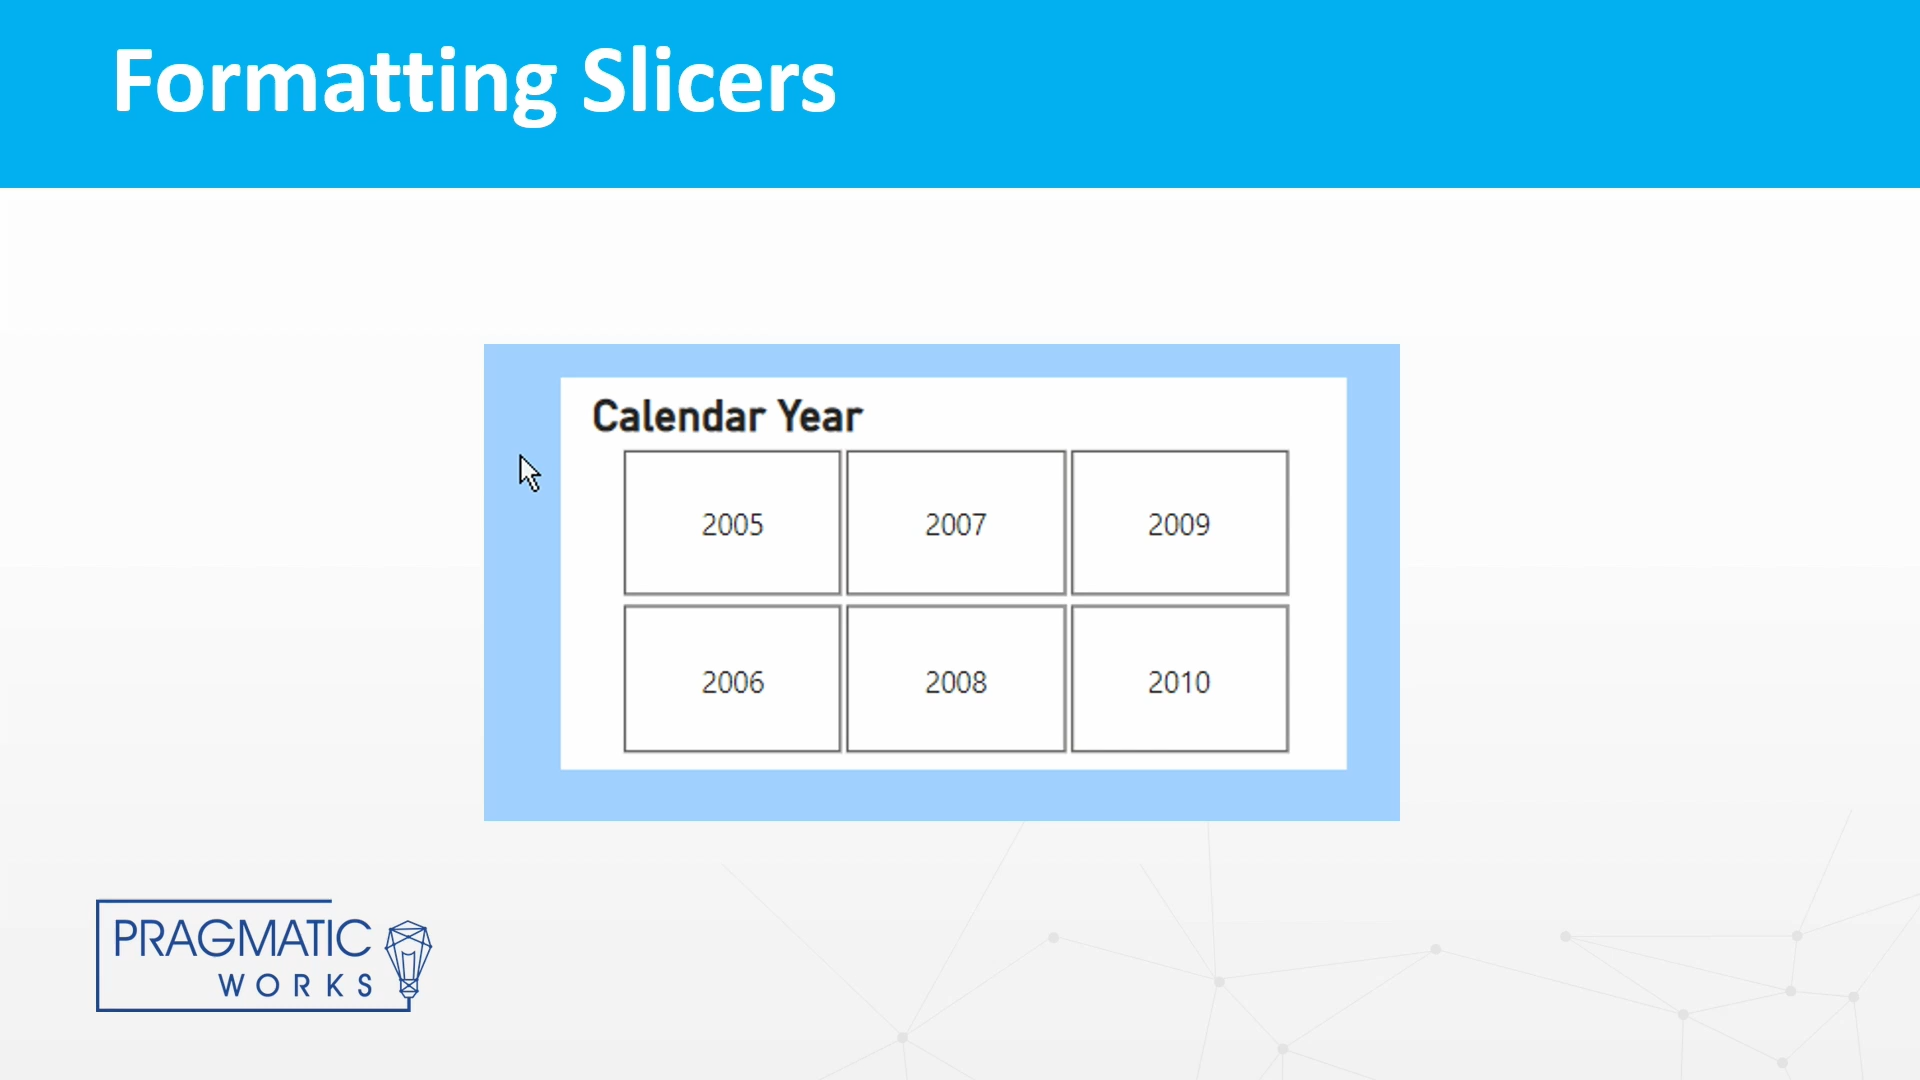 Formatting Slicers
Calendar Year
2005 2007 2009
2006 2008 2010
PRAGMATIC
WORKS